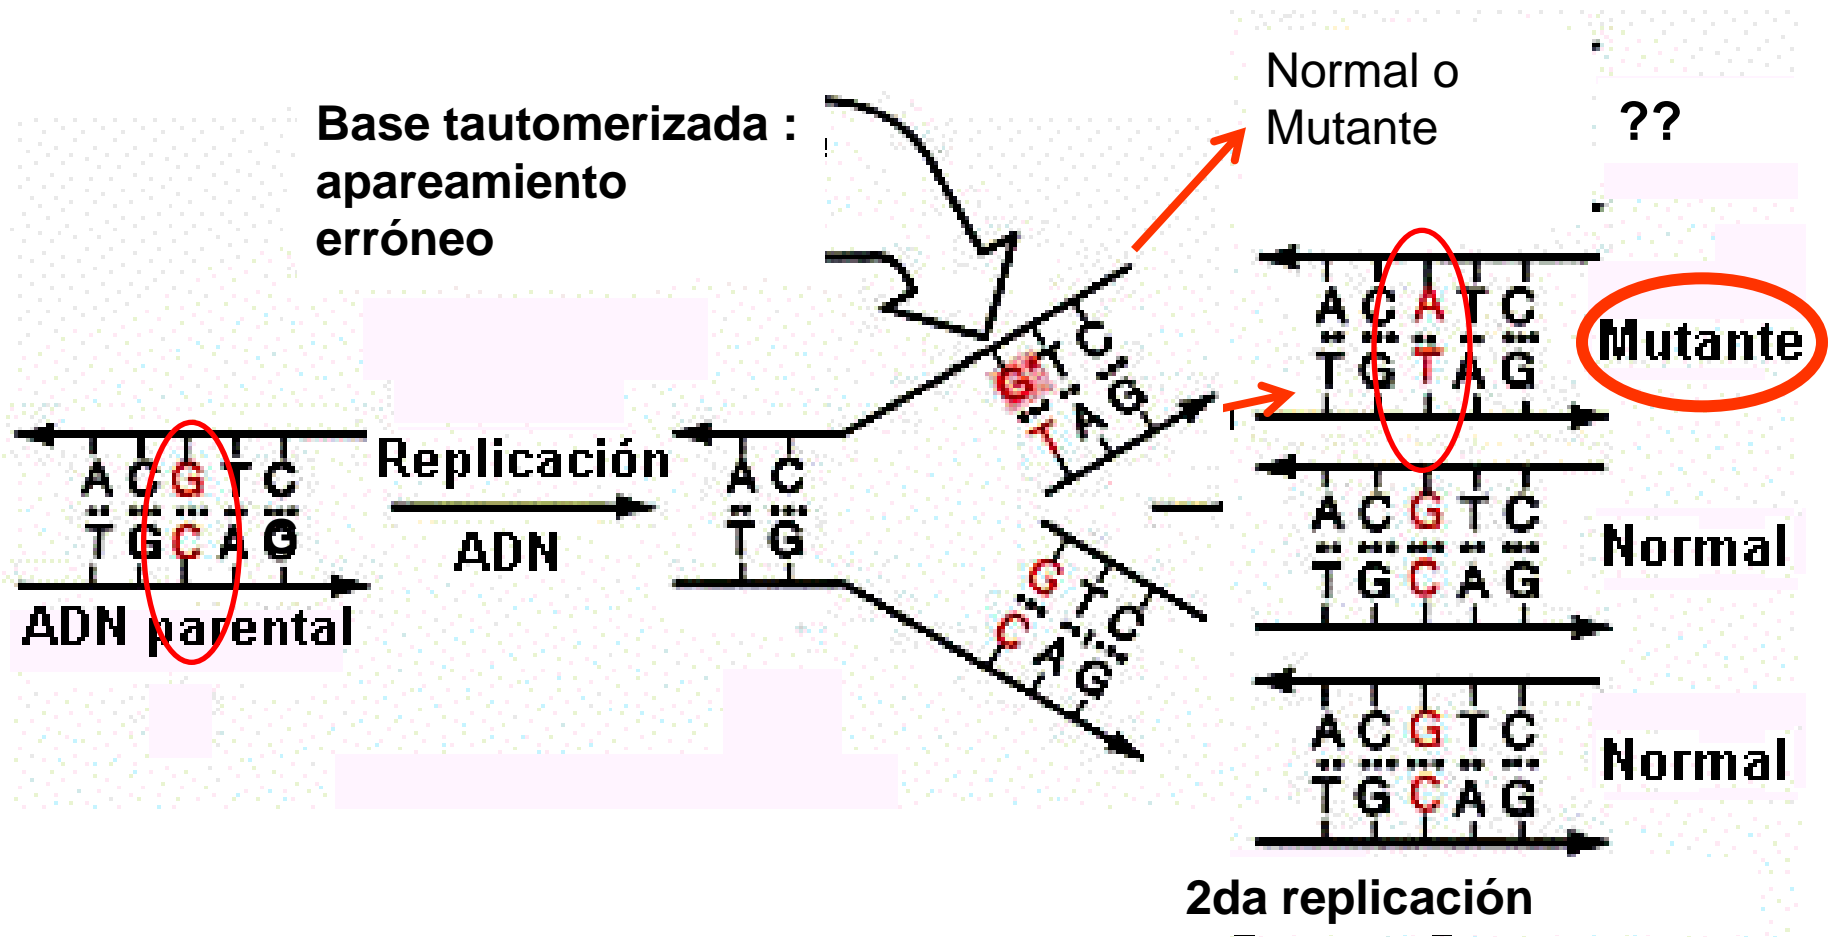 Normal o
Mutante
??
Base tautomerizada :
apareamiento
erróneo
A C G T C
T G C A G
ADN parental
Replicación
ADN
A C
T G
G* T C
T A G
G T C
C A G
A C A T C
T G T A G
Mutante
A C G T C
T G C A G
Normal
A C G T C
T G C A G
Normal
2da replicación